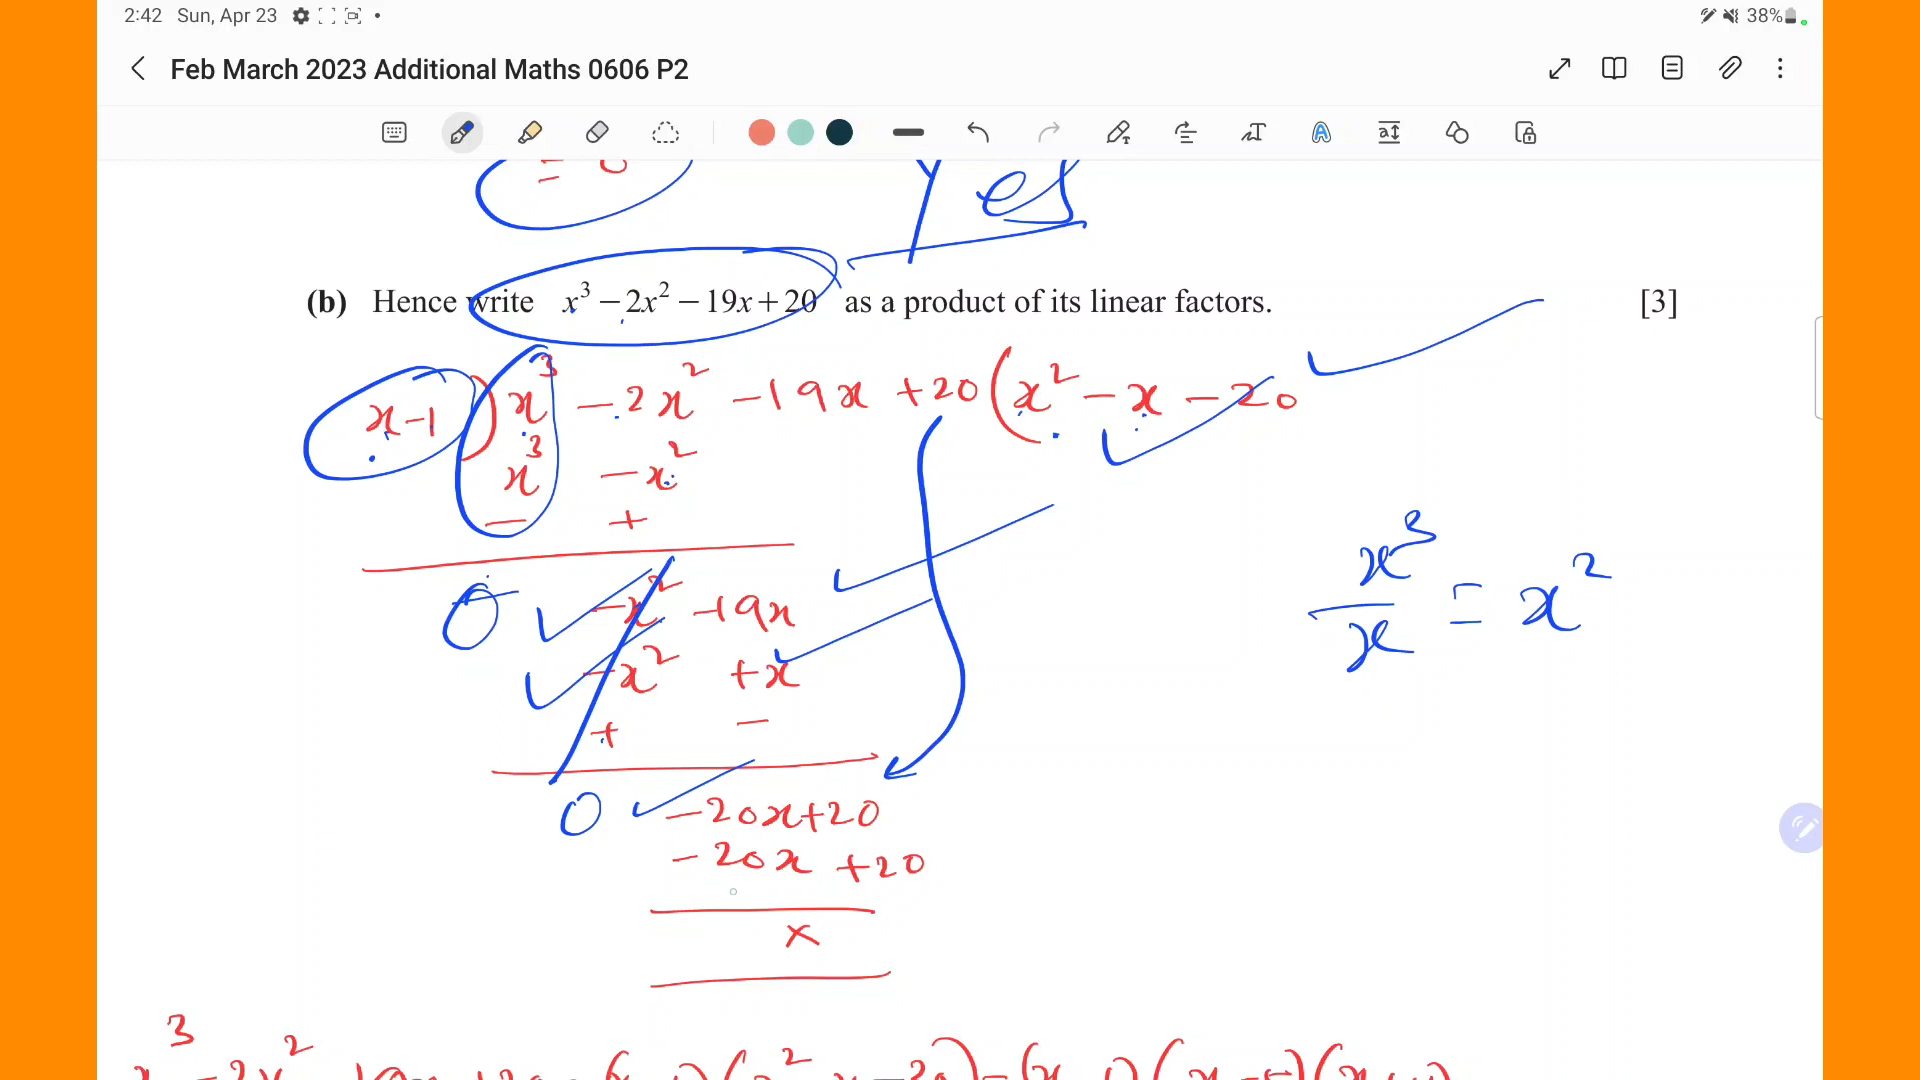 2:42 Sun, Apr 23 38%
Feb March 2023 Additional Maths 0606 P2
= 0 Yes
(b) Hence write x³ − 2x² − 19x + 20 as a product of its linear factors. [3]
x-1 ) x³ - 2x² - 19x + 20 ( x² - x - 20
x³ - x²
- +
0 -x² - 19x
-x² + x
+ -
0 -20x+20
-20x +20
x
x³/x = x²